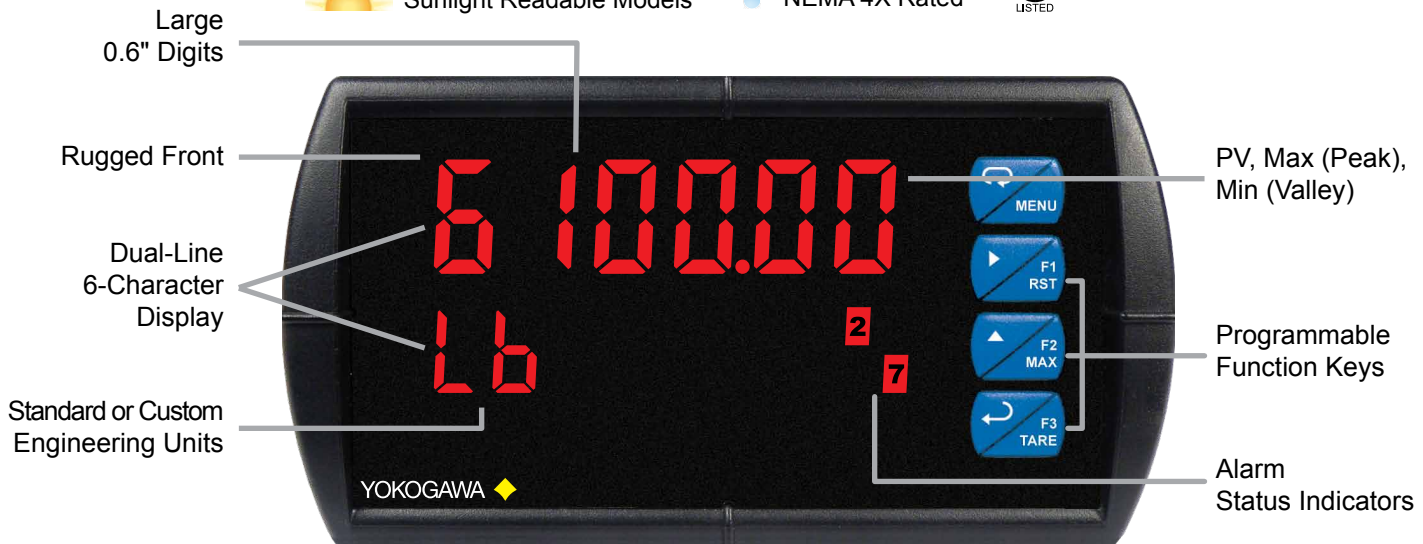 Sunlight Readable Models
NEMA 4X Rated
LISTED
Large
0.6" Digits
Rugged Front
Dual-Line
6-Character
Display
Standard or Custom
Engineering Units
6 100.00
Lb
2
7
YOKOGAWA
MENU
F1
RST
F2
MAX
F3
TARE
PV, Max (Peak),
Min (Valley)
Programmable
Function Keys
Alarm
Status Indicators